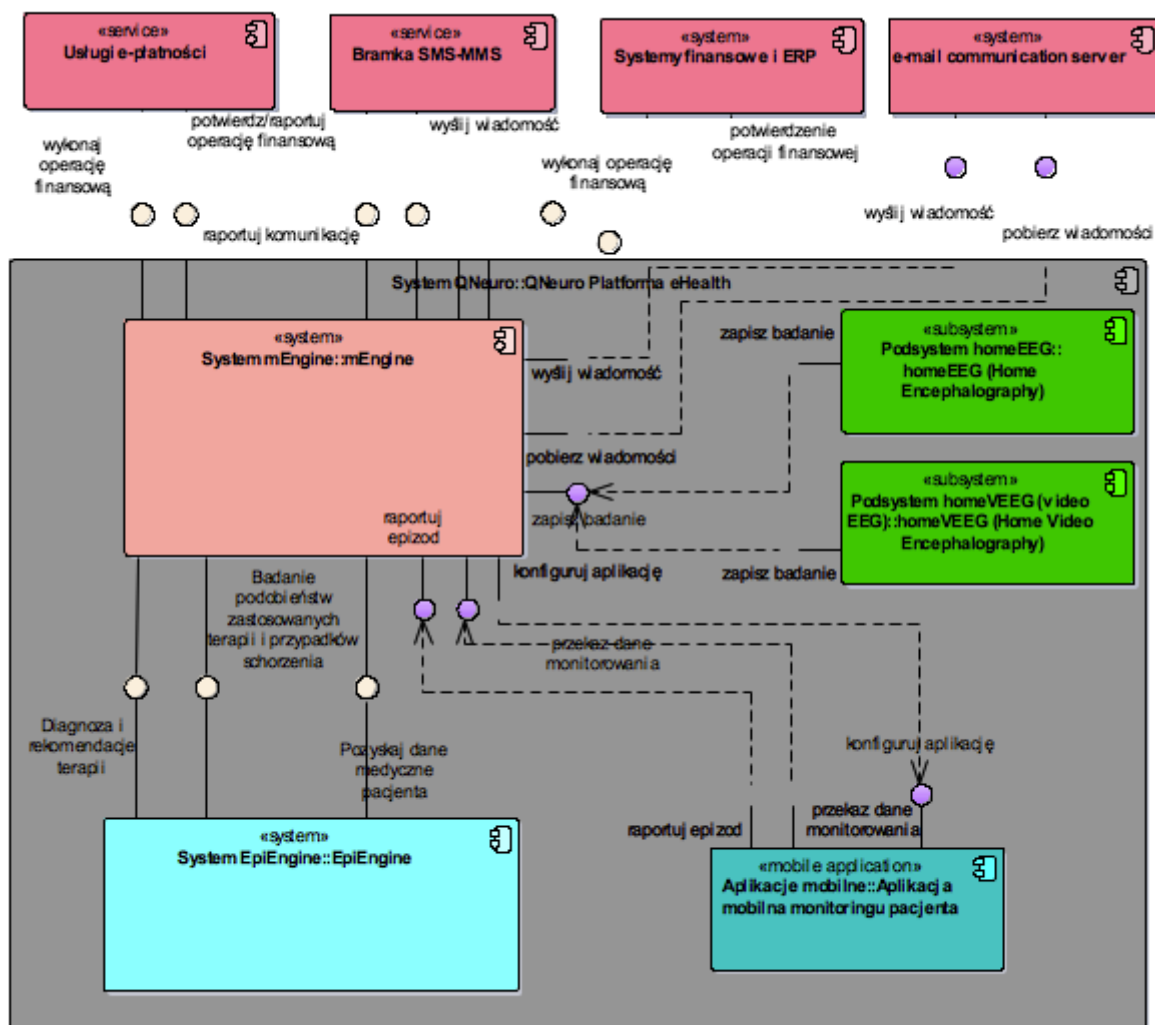 «service»
Usługi e-płatności
«service»
Bramka SMS-MMS
«system»
Systemy finansowe i ERP
«system»
e-mail communication server
wykonaj
operację
finansową
potwierdz/raportuj
operację finansową
wyślij wiadomość
wykonaj operację
finansową
potwierdzenie
operacji finansowej
raportuj komunikację
wyślij wiadomość
pobierz wiadomości
System QNeuro::QNeuro Platforma eHealth
«system»
System mEngine::mEngine
wyślij wiadomość
pobierz wiadomości
zapisz badanie
«subsystem»
Podsystem homeEEG::
homeEEG (Home
Encephalography)
«subsystem»
Podsystem homeVEEG (video
EEG)::homeVEEG (Home Video
Encephalography)
zapisz badanie
zapisz badanie
raportuj
epizod
konfiguruj aplikację
Badanie
podobieństw
zastosowanych
terapii i przypadków
schorzenia
przekaz dane
monitorowania
Diagnoza i
rekomendacje
terapii
Pozyskaj dane
medyczne
pacjenta
konfiguruj aplikację
raportuj epizod
przekaz dane
monitorowania
«system»
System EpiEngine::EpiEngine
«mobile application»
Aplikacje mobilne::Aplikacja
mobilna monitoringu pacjenta